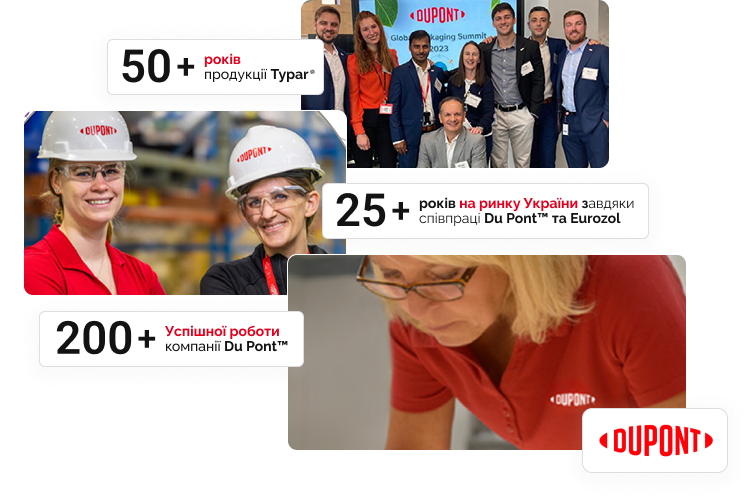 DUPONT
Global Packaging Summit
2023
50+
років
продукції Typar®
DUPONT
DUPONT
25+
років на ринку України завдяки
співпраці Du Pont™ та Eurozol
200+
Успішної роботи
компанії Du Pont™
DUPONT
DUPONT